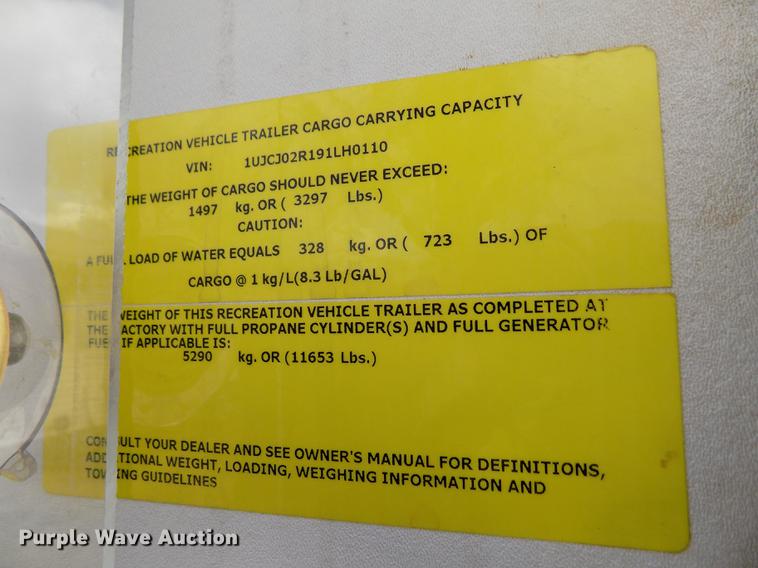 RECREATION VEHICLE TRAILER CARGO CARRYING CAPACITY
VIN: 1UJCJ02R191LH0110
THE WEIGHT OF CARGO SHOULD NEVER EXCEED:
1497 kg. OR ( 3297 Lbs.)
CAUTION:
A FULL LOAD OF WATER EQUALS 328 kg. OR ( 723 Lbs.) OF
CARGO @ 1 kg/L(8.3 Lb/GAL)
THE WEIGHT OF THIS RECREATION VEHICLE TRAILER AS COMPLETED AT
THE FACTORY WITH FULL PROPANE CYLINDER(S) AND FULL GENERATOR
FUEL IF APPLICABLE IS:
5290 kg. OR (11653 Lbs.)
CONSULT YOUR DEALER AND SEE OWNER'S MANUAL FOR DEFINITIONS,
ADDITIONAL WEIGHT, LOADING, WEIGHING INFORMATION AND
TOWING GUIDELINES
Purple Wave Auction